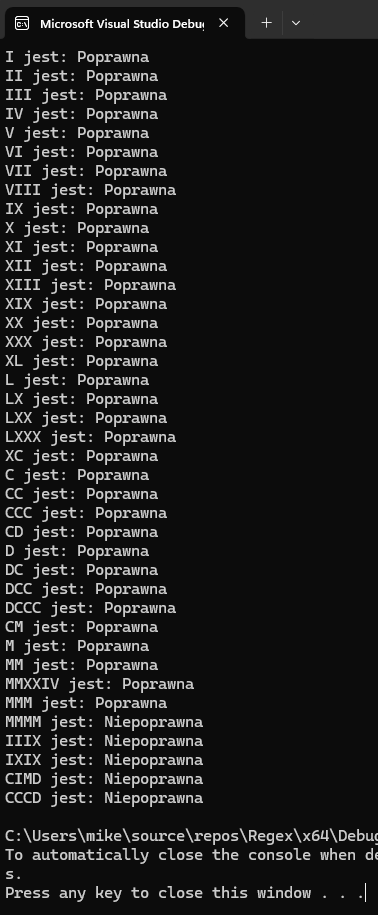 Microsoft Visual Studio Debug
I jest: Poprawna
II jest: Poprawna
III jest: Poprawna
IV jest: Poprawna
V jest: Poprawna
VI jest: Poprawna
VII jest: Poprawna
VIII jest: Poprawna
IX jest: Poprawna
X jest: Poprawna
XI jest: Poprawna
XII jest: Poprawna
XIII jest: Poprawna
XIX jest: Poprawna
XX jest: Poprawna
XXX jest: Poprawna
XL jest: Poprawna
L jest: Poprawna
LX jest: Poprawna
LXX jest: Poprawna
LXXX jest: Poprawna
XC jest: Poprawna
C jest: Poprawna
CC jest: Poprawna
CCC jest: Poprawna
CD jest: Poprawna
D jest: Poprawna
DC jest: Poprawna
DCC jest: Poprawna
DCCC jest: Poprawna
CM jest: Poprawna
M jest: Poprawna
MM jest: Poprawna
MMXXIV jest: Poprawna
MMM jest: Poprawna
MMMM jest: Niepoprawna
IIIX jest: Niepoprawna
IXIX jest: Niepoprawna
CIMD jest: Niepoprawna
CCCD jest: Niepoprawna
C:\Users\mike\source\repos\Regex\x64\Debug
To automatically close the console when de
s.
Press any key to close this window . . .